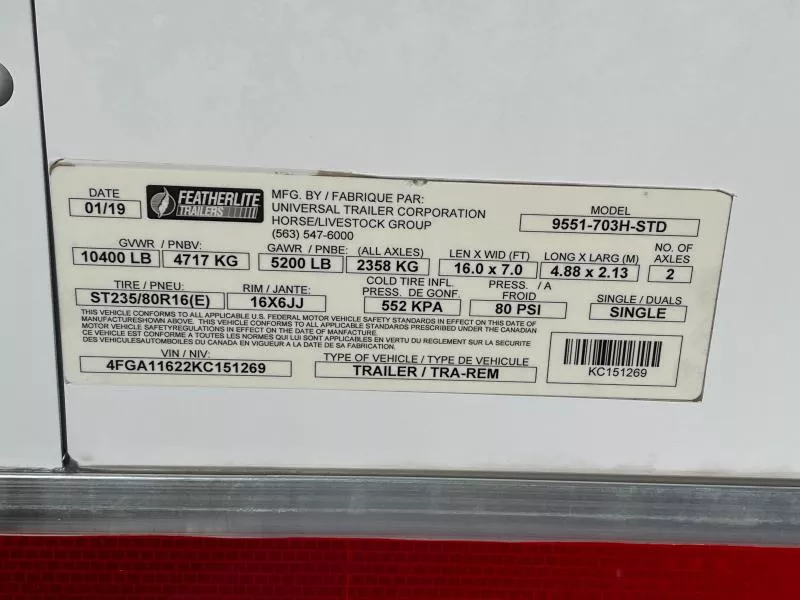 DATE
01/19
FEATHERLITE
TRAILERS
MFG. BY / FABRIQUE PAR:
UNIVERSAL TRAILER CORPORATION
HORSE/LIVESTOCK GROUP
(563) 547-6000
MODEL
9551-703H-STD
GVWR / PNBV:
10400 LB 4717 KG
GAWR / PNBE: (ALL AXLES)
5200 LB 2358 KG
LEN X WID (FT)
16.0 x 7.0
LONG X LARG (M)
4.88 x 2.13
NO. OF
AXLES
2
TIRE / PNEU:
ST235/80R16(E)
RIM / JANTE:
16X6JJ
COLD TIRE INFL. PRESS. / A
PRESS. DE GONF. FROID
552 KPA 80 PSI
SINGLE / DUALS
SINGLE
THIS VEHICLE CONFORMS TO ALL APPLICABLE U.S. FEDERAL MOTOR VEHICLE SAFETY STANDARDS IN EFFECT ON THIS DATE OF
MANUFACTURESHOWN ABOVE. THIS VEHICLE CONFORMS TO ALL APPLICABLE STANDARDS PRESCRIBED UNDER THE CANADIAN
MOTOR VEHICLE SAFETYREGULATIONS IN EFFECT ON THE DATE OF MANUFACTURE
CE VEHICULE CONFORME A TOUTES LES NORMES QUI LUI SONT APPLICABLES EN VERTU DU REGLEMENT SUR LA SECURITE
DES VEHICULESAUTOMOBILES DU CANADA EN VIGUEUR A LA DATE DE SA FABRICATION.
VIN / NIV:
4FGA11622KC151269
TYPE OF VEHICLE / TYPE DE VEHICULE
TRAILER / TRA-REM
KC151269